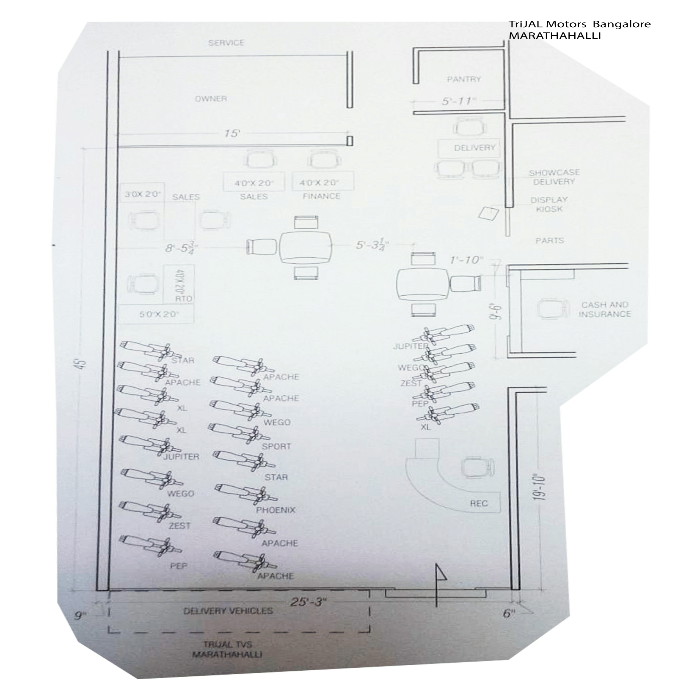 TriJAL Motors Bangalore
MARATHAHALLI
SERVICE
OWNER
PANTRY
5'-11"
15'
DELIVERY
SHOWCASE
DELIVERY
DISPLAY
KIOSK
PARTS
4'0"X 2'0"
SALES
4'0"X 2'0"
FINANCE
3'0X 2'0"
SALES
8'-5 3/4"
5'-3 1/4"
1'-10"
4'0"X 2'0"
RTO
5'0"X 2'0"
9'-6"
CASH AND
INSURANCE
45'
STAR
APACHE
XL
XL
JUPITER
WEGO
ZEST
PEP
APACHE
APACHE
WEGO
SPORT
STAR
PHOENIX
APACHE
APACHE
JUPITER
WEGO
ZEST
PEP
XL
REC
19'-10"
9"
25'-3"
6"
DELIVERY VEHICLES
TRIJAL TVS
MARATHAHALLI